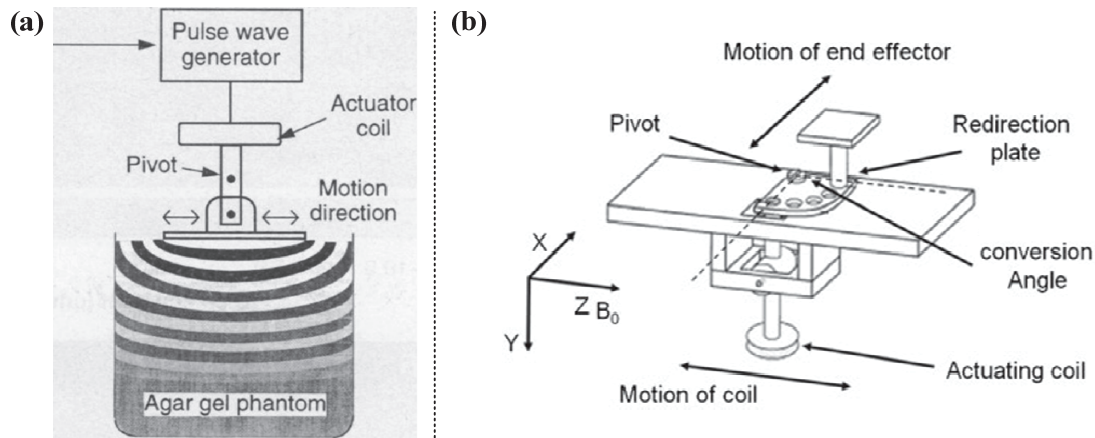 (a)
Pulse wave
generator
Actuator
coil
Pivot
Motion
direction
Agar gel phantom
(b)
Motion of end effector
Pivot
Redirection
plate
X
Z B₀
Y
conversion
Angle
Actuating coil
Motion of coil